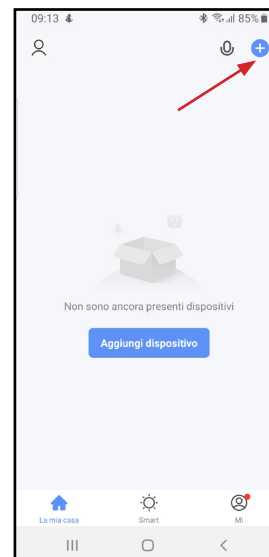 09:13 85%
Non sono ancora presenti dispositivi
Aggiungi dispositivo
La mia casa Smart Mi